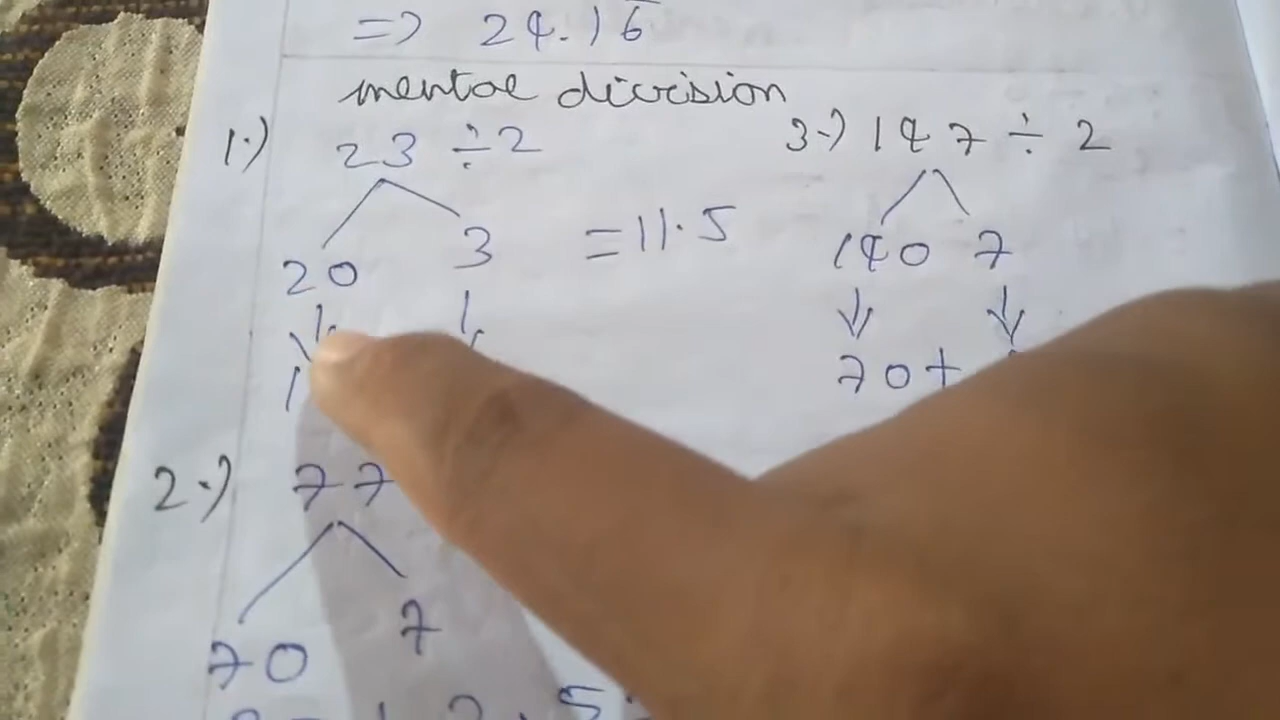 => 24.16
mental division
1.) 23 ÷ 2
20 3 = 11.5
2.) 77
70 7
3.) 147 ÷ 2
140 7
70 +